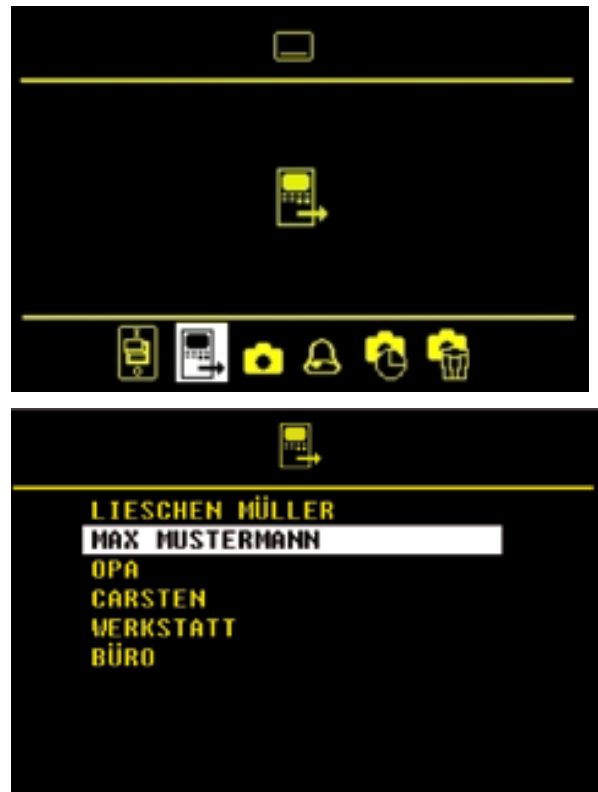 LIESCHEN MÜLLER
MAX MUSTERMANN
OPA
CARSTEN
WERKSTATT
BÜRO